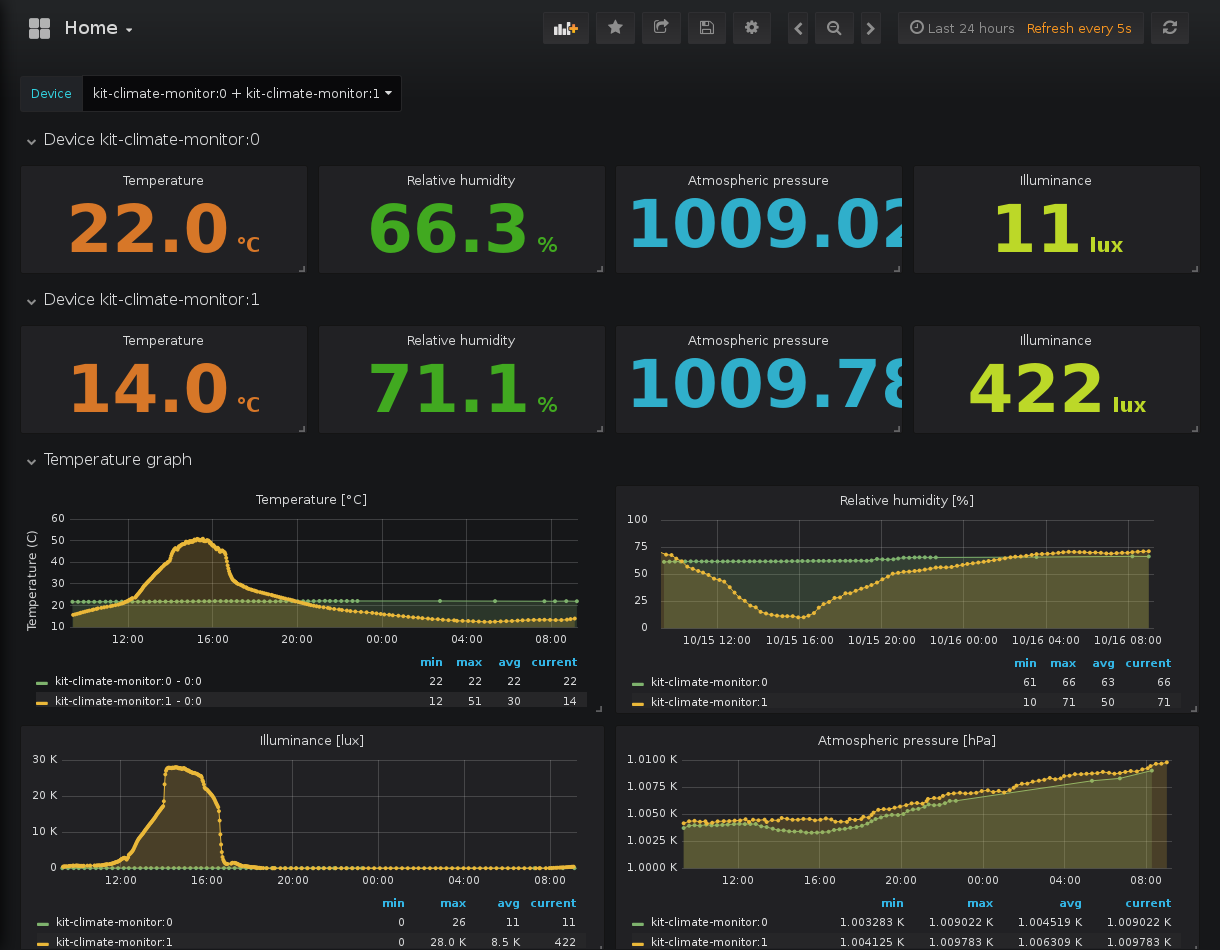 Home
Last 24 hours Refresh every 5s
Device kit-climate-monitor:0 + kit-climate-monitor:1
Device kit-climate-monitor:0
Temperature Relative humidity Atmospheric pressure Illuminance
22.0 °C 66.3 % 1009.02 11 lux
Device kit-climate-monitor:1
Temperature Relative humidity Atmospheric pressure Illuminance
14.0 °C 71.1 % 1009.78 422 lux
Temperature graph
Temperature [°C]
Temperature (C)
60
50
40
30
20
10
12:00 16:00 20:00 00:00 04:00 08:00
min max avg current
kit-climate-monitor:0 - 0:0 22 22 22 22
kit-climate-monitor:1 - 0:0 12 51 30 14
Relative humidity [%]
100
75
50
25
0
10/15 12:00 10/15 16:00 10/15 20:00 10/16 00:00 10/16 04:00 10/16 08:00
min max avg current
kit-climate-monitor:0 61 66 63 66
kit-climate-monitor:1 10 71 50 71
Illuminance [lux]
30 K
20 K
10 K
0
12:00 16:00 20:00 00:00 04:00 08:00
min max avg current
kit-climate-monitor:0 0 26 11 11
kit-climate-monitor:1 0 28.0 K 8.5 K 422
Atmospheric pressure [hPa]
1.0100 K
1.0075 K
1.0050 K
1.0025 K
1.0000 K
12:00 16:00 20:00 00:00 04:00 08:00
min max avg current
kit-climate-monitor:0 1.003283 K 1.009022 K 1.004519 K 1.009022 K
kit-climate-monitor:1 1.004125 K 1.009783 K 1.006309 K 1.009783 K